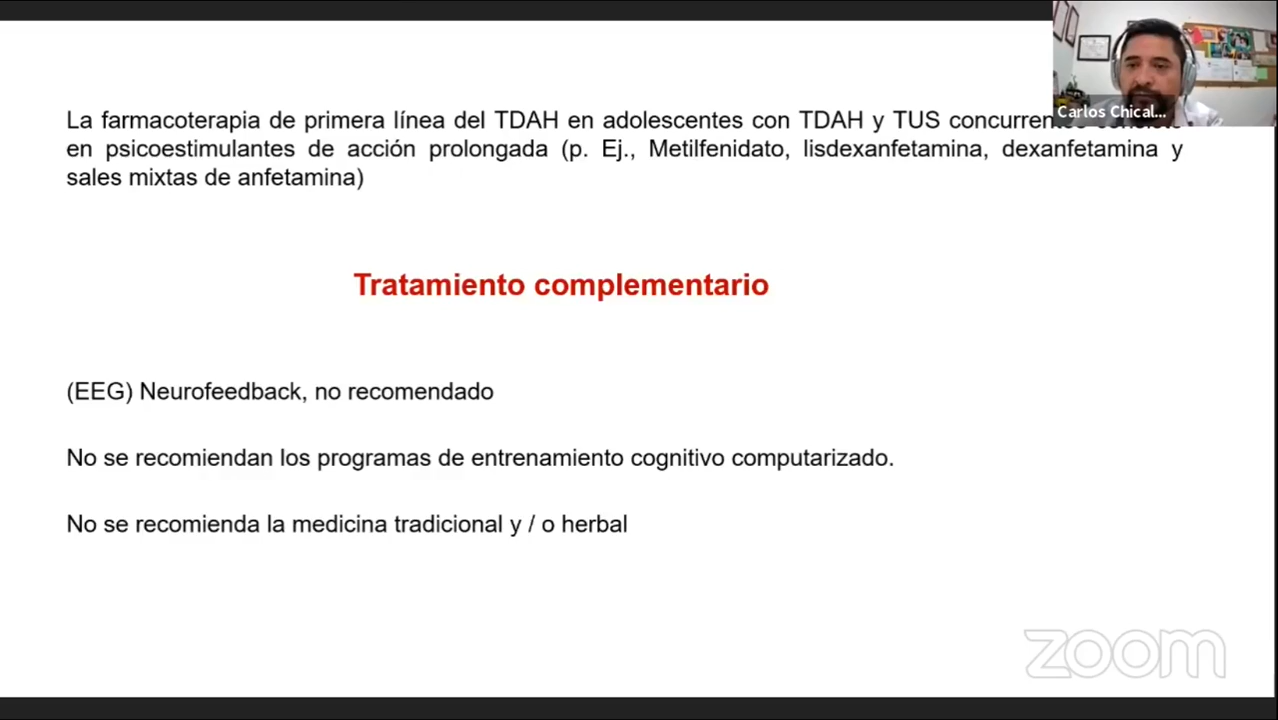 La farmacoterapia de primera línea del TDAH en adolescentes con TDAH y TUS
en psicoestimulantes de acción prolongada (p. Ej., Metilfenidato, lisdexanfetamina, dexanfetamina y
sales mixtas de anfetamina)
Carlos Chical...
Tratamiento complementario
(EEG) Neurofeedback, no recomendado
No se recomiendan los programas de entrenamiento cognitivo computarizado.
No se recomienda la medicina tradicional y / o herbal
zoom